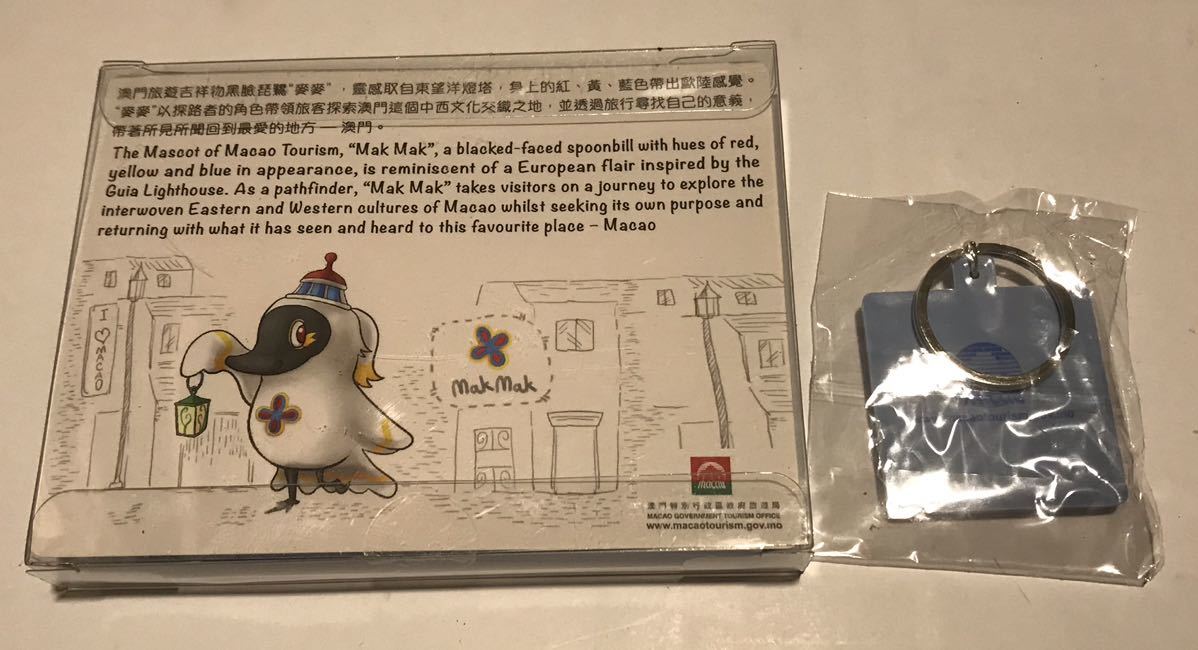 澳門旅遊吉祥物黑臉琵鷺“麥麥”，靈感取自東望洋燈塔，身上的紅、黃、藍色帶出歐陸感覺。
“麥麥”以探路者的角色帶領旅客探索澳門這個中西文化交織之地，並透過旅行尋找自己的意義，
帶著所見所聞回到最愛的地方 — 澳門。
The Mascot of Macao Tourism, “Mak Mak”, a blacked-faced spoonbill with hues of red,
yellow and blue in appearance, is reminiscent of a European flair inspired by the
Guia Lighthouse. As a pathfinder, “Mak Mak” takes visitors on a journey to explore the
interwoven Eastern and Western cultures of Macao whilst seeking its own purpose and
returning with what it has seen and heard to this favourite place – Macao
I ♡ MACAO
MakMak
macau
澳門特別行政區政府旅遊局
MACAO GOVERNMENT TOURISM OFFICE
www.macaotourism.gov.mo